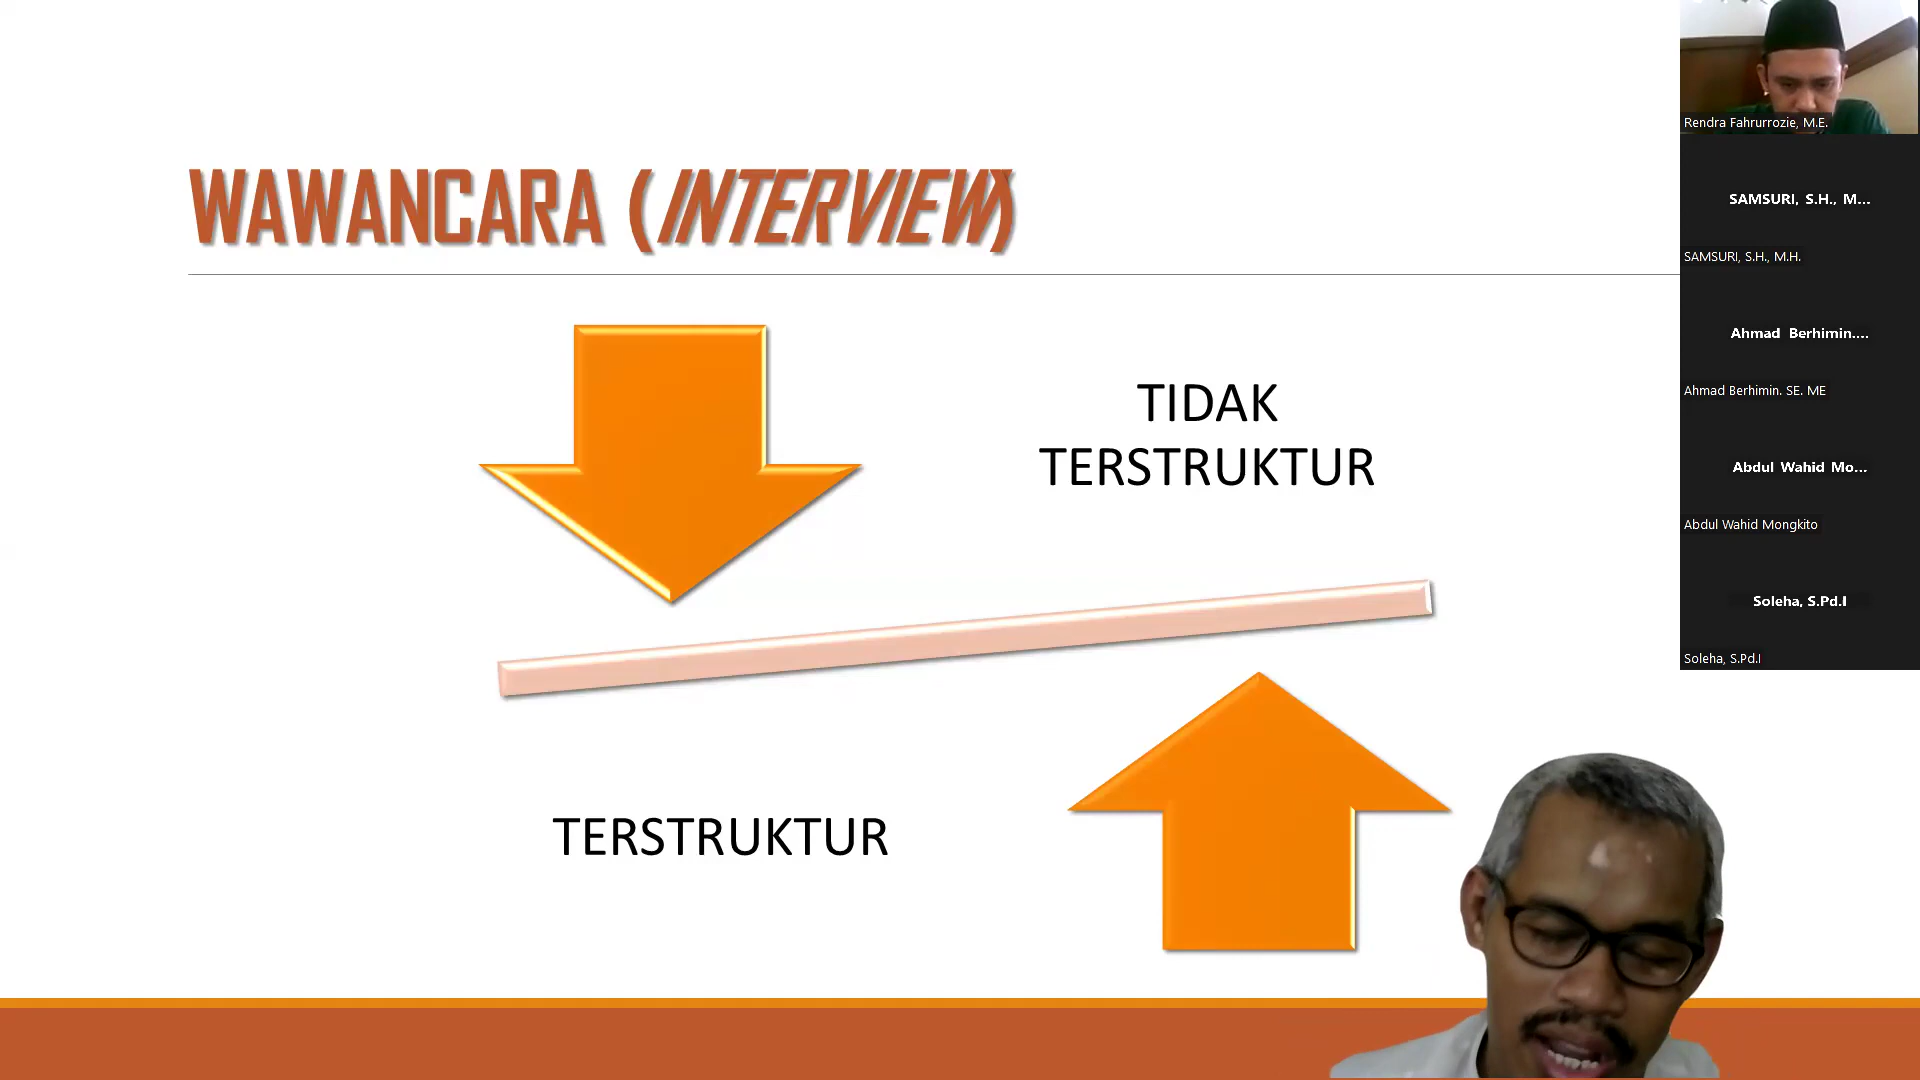 WAWANCARA (INTERVIEW)
TIDAK
TERSTRUKTUR
TERSTRUKTUR
Rendra Fahrurrozie, M.E.
SAMSURI, S.H., M...
SAMSURI, S.H., M.H.
Ahmad Berhimin....
Ahmad Berhimin. SE. ME
Abdul Wahid Mo...
Abdul Wahid Mongkito
Soleha, S.Pd.I
Soleha, S.Pd.I